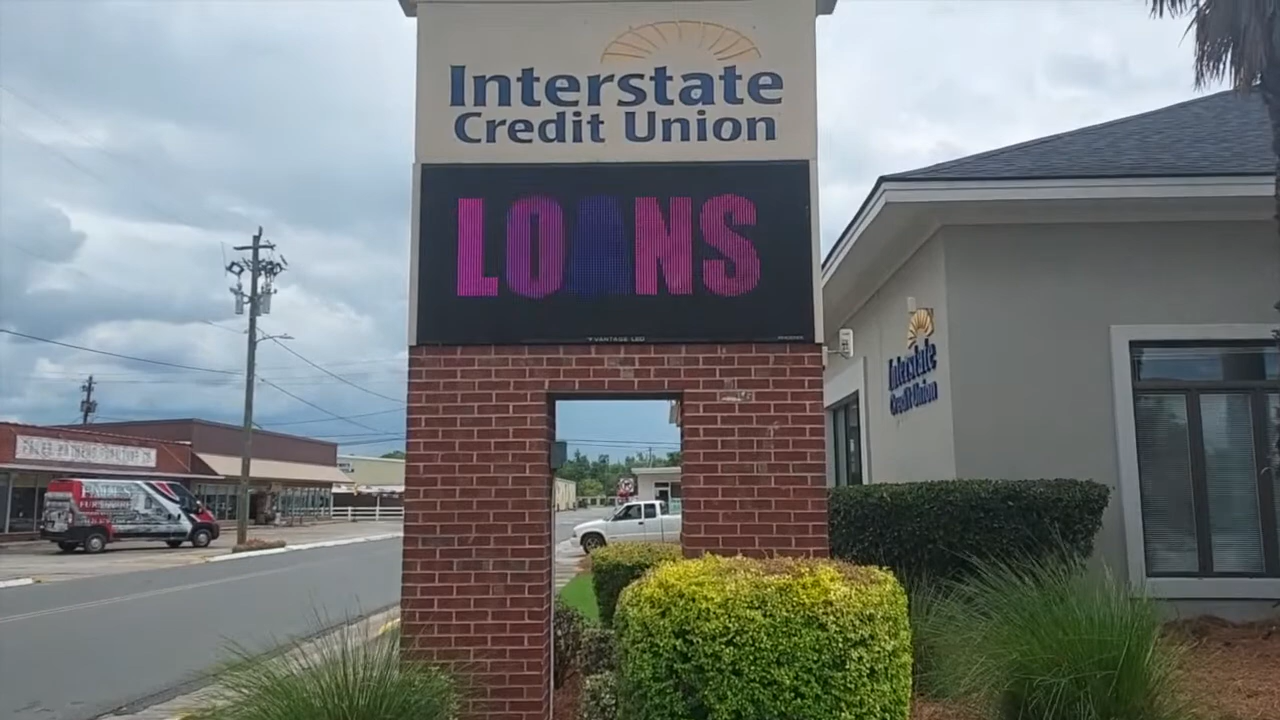 Interstate
Credit Union
LOANS
VANTAGE LED
Interstate
Credit Union